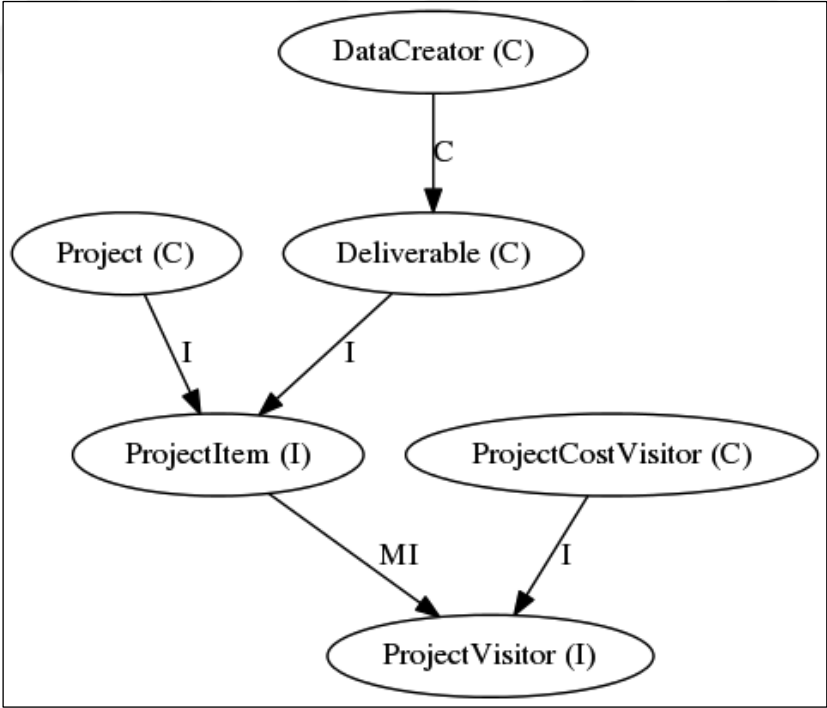 DataCreator (C)
C
Project (C)
Deliverable (C)
I
I
ProjectItem (I)
ProjectCostVisitor (C)
MI
I
ProjectVisitor (I)